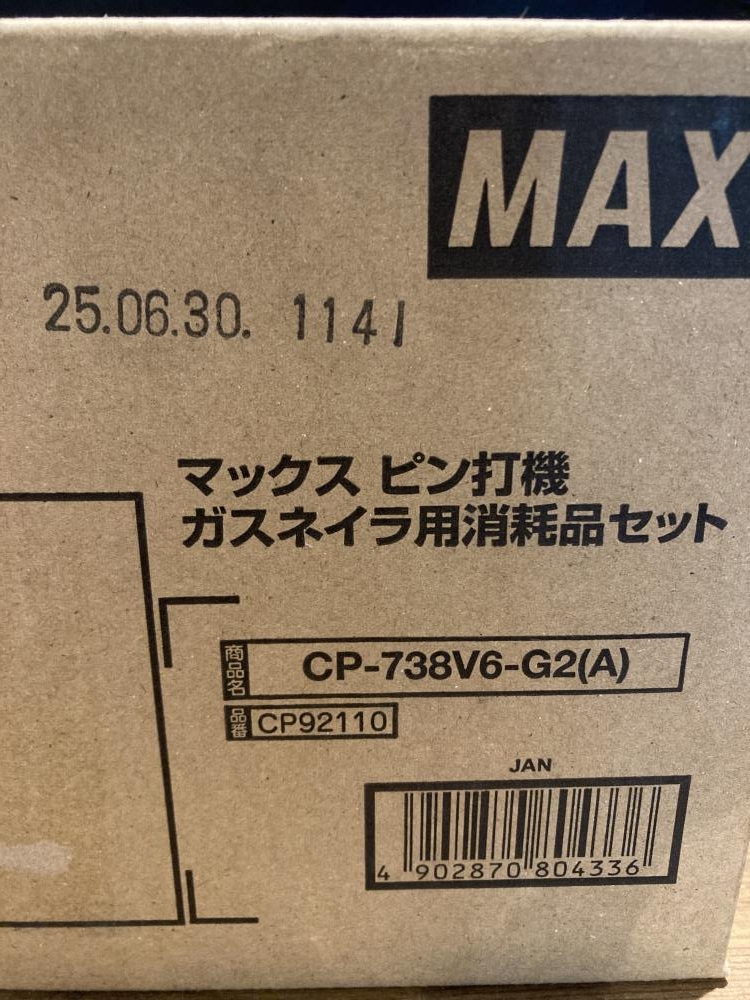 MAX
25.06.30. 1141
マックス ピン打機
ガスネイラ用消耗品セット
商品名 CP-738V6-G2(A)
品番 CP92110
JAN
4 902870 804336